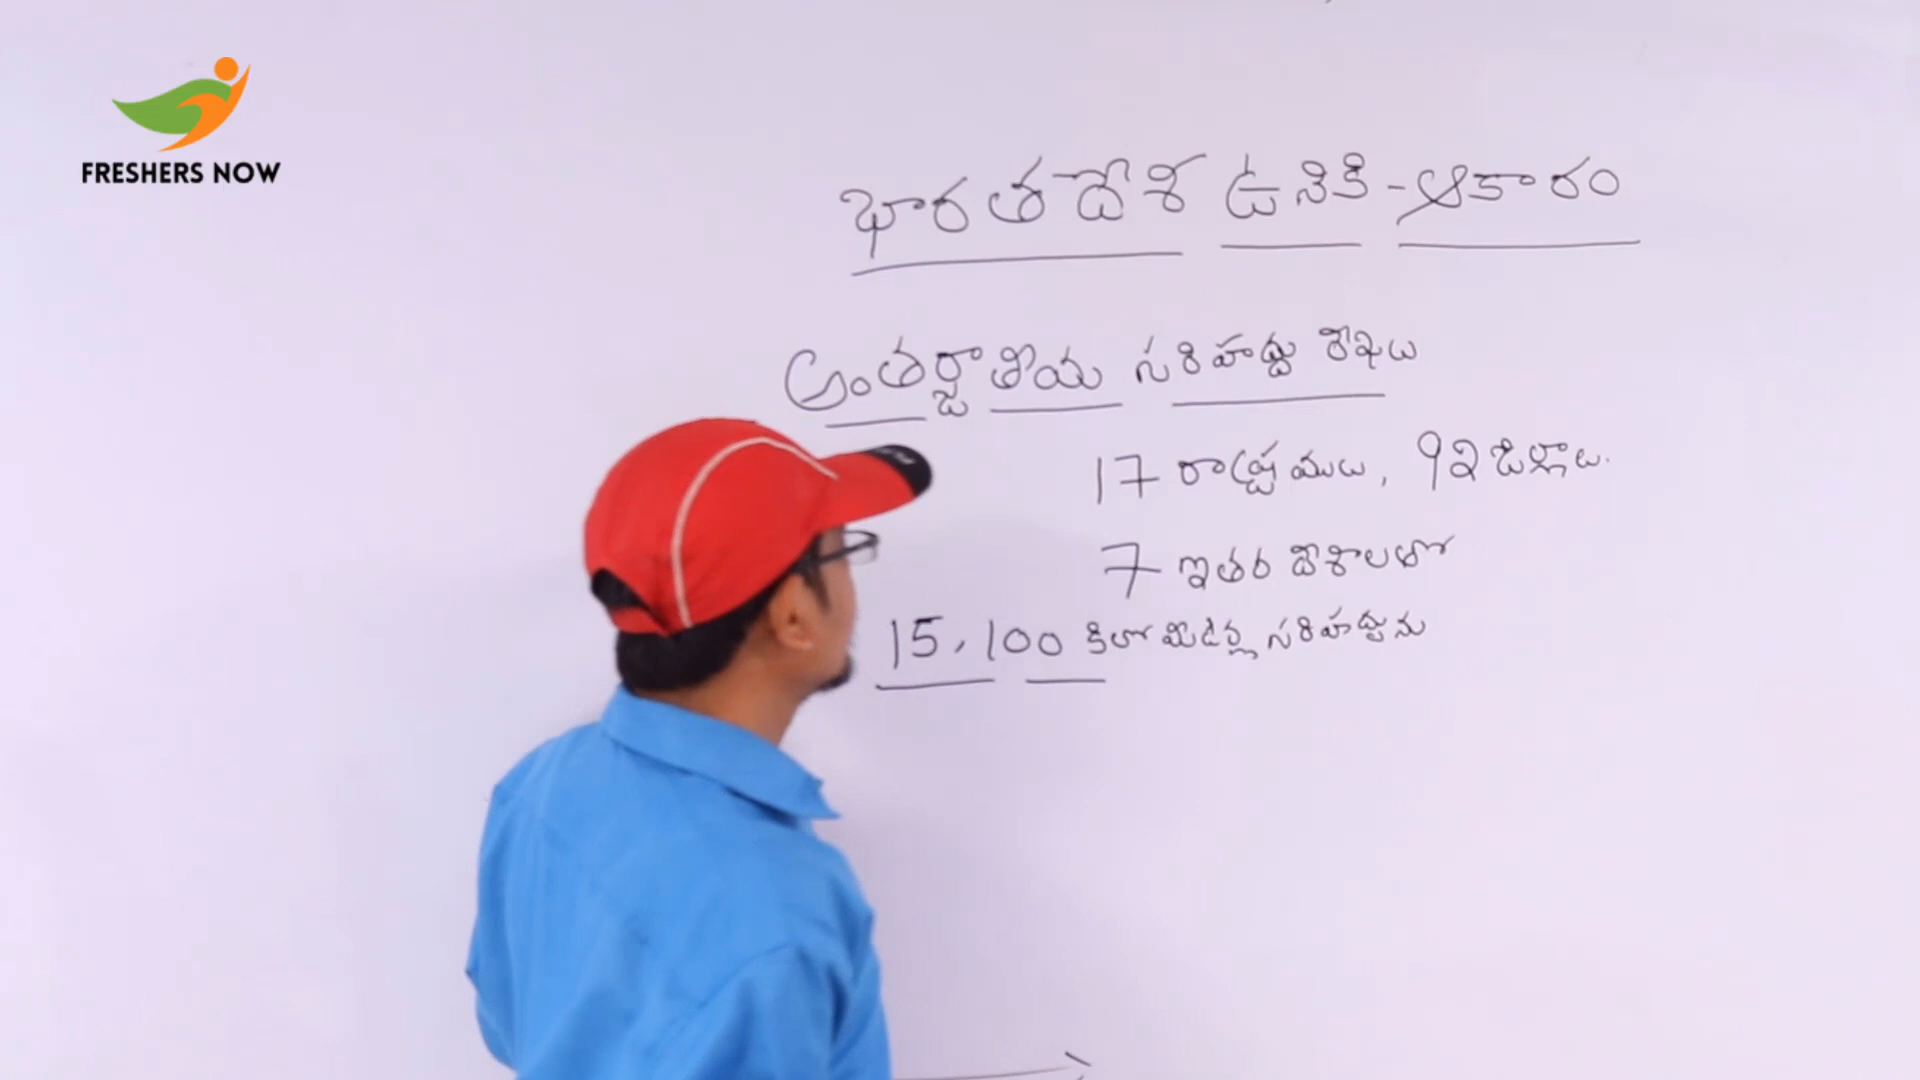 FRESHERS NOW
భారతదేశ ఉనికి - ఆకారం
అంతర్జాతీయ సరిహద్దు రేఖలు
17 రాష్ట్రములు, 92 జిల్లాలు.
7 ఇతర దేశాలతో
15,100 కిలోమీటర్ల సరిహద్దును